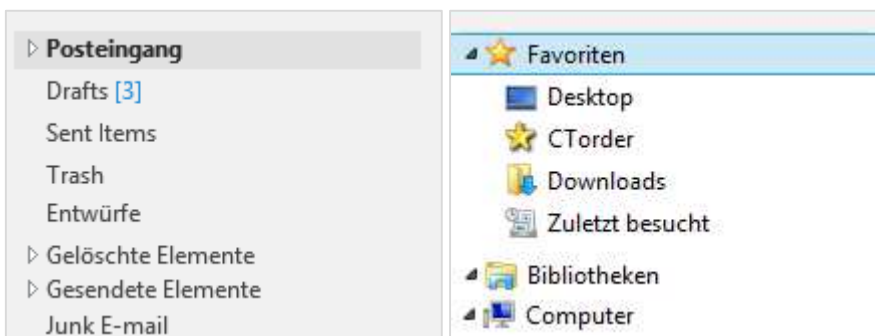 Posteingang
Drafts [3]
Sent Items
Trash
Entwürfe
Gelöschte Elemente
Gesendete Elemente
Junk E-mail
Favoriten
Desktop
CTorder
Downloads
Zuletzt besucht
Bibliotheken
Computer